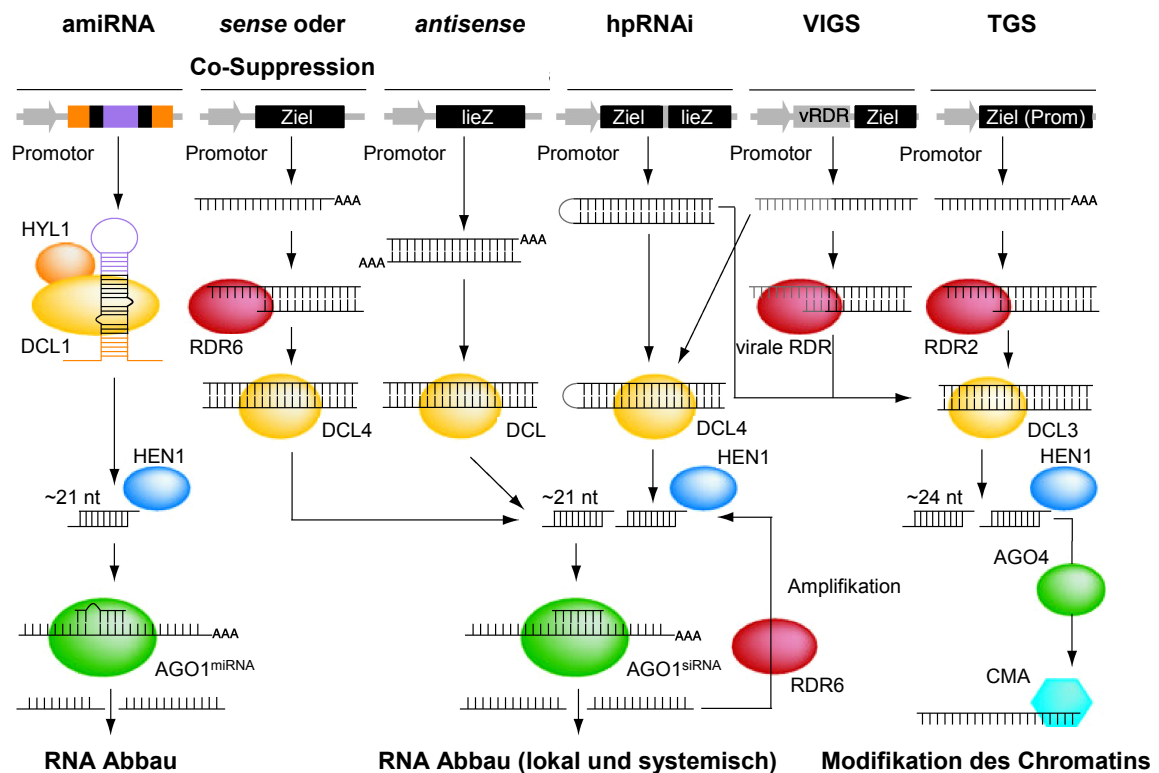 amiRNA
sense oder
Co-Suppression
antisense
hpRNAi
VIGS
TGS
Ziel
lieZ
Ziel lieZ
vRDR Ziel
Ziel (Prom)
Promotor
Promotor
Promotor
Promotor
Promotor
Promotor
AAA
AAA
HYL1
AAA
AAA
DCL1
RDR6
virale RDR
RDR2
DCL4
DCL
DCL4
DCL3
HEN1
HEN1
HEN1
~21 nt
~21 nt
~24 nt
AGO4
Amplifikation
AAA
AAA
AGO1miRNA
AGO1siRNA
RDR6
CMA
RNA Abbau
RNA Abbau (lokal und systemisch)
Modifikation des Chromatins